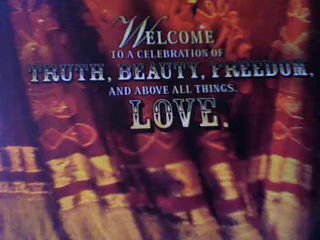 WELCOME
TO A CELEBRATION OF
TRUTH, BEAUTY, FREEDOM,
AND ABOVE ALL THINGS.
LOVE.